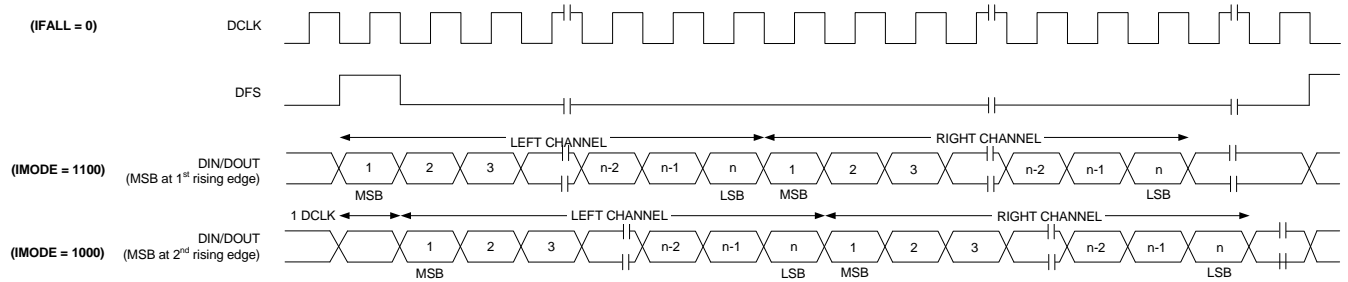 (IFALL = 0) DCLK
DFS
LEFT CHANNEL RIGHT CHANNEL
(IMODE = 1100) DIN/DOUT
(MSB at 1st rising edge)
1 2 3 n-2 n-1 n 1 2 3 n-2 n-1 n
MSB LSB MSB LSB
1 DCLK LEFT CHANNEL RIGHT CHANNEL
(IMODE = 1000) DIN/DOUT
(MSB at 2nd rising edge)
1 2 3 n-2 n-1 n 1 2 3 n-2 n-1 n
MSB LSB MSB LSB